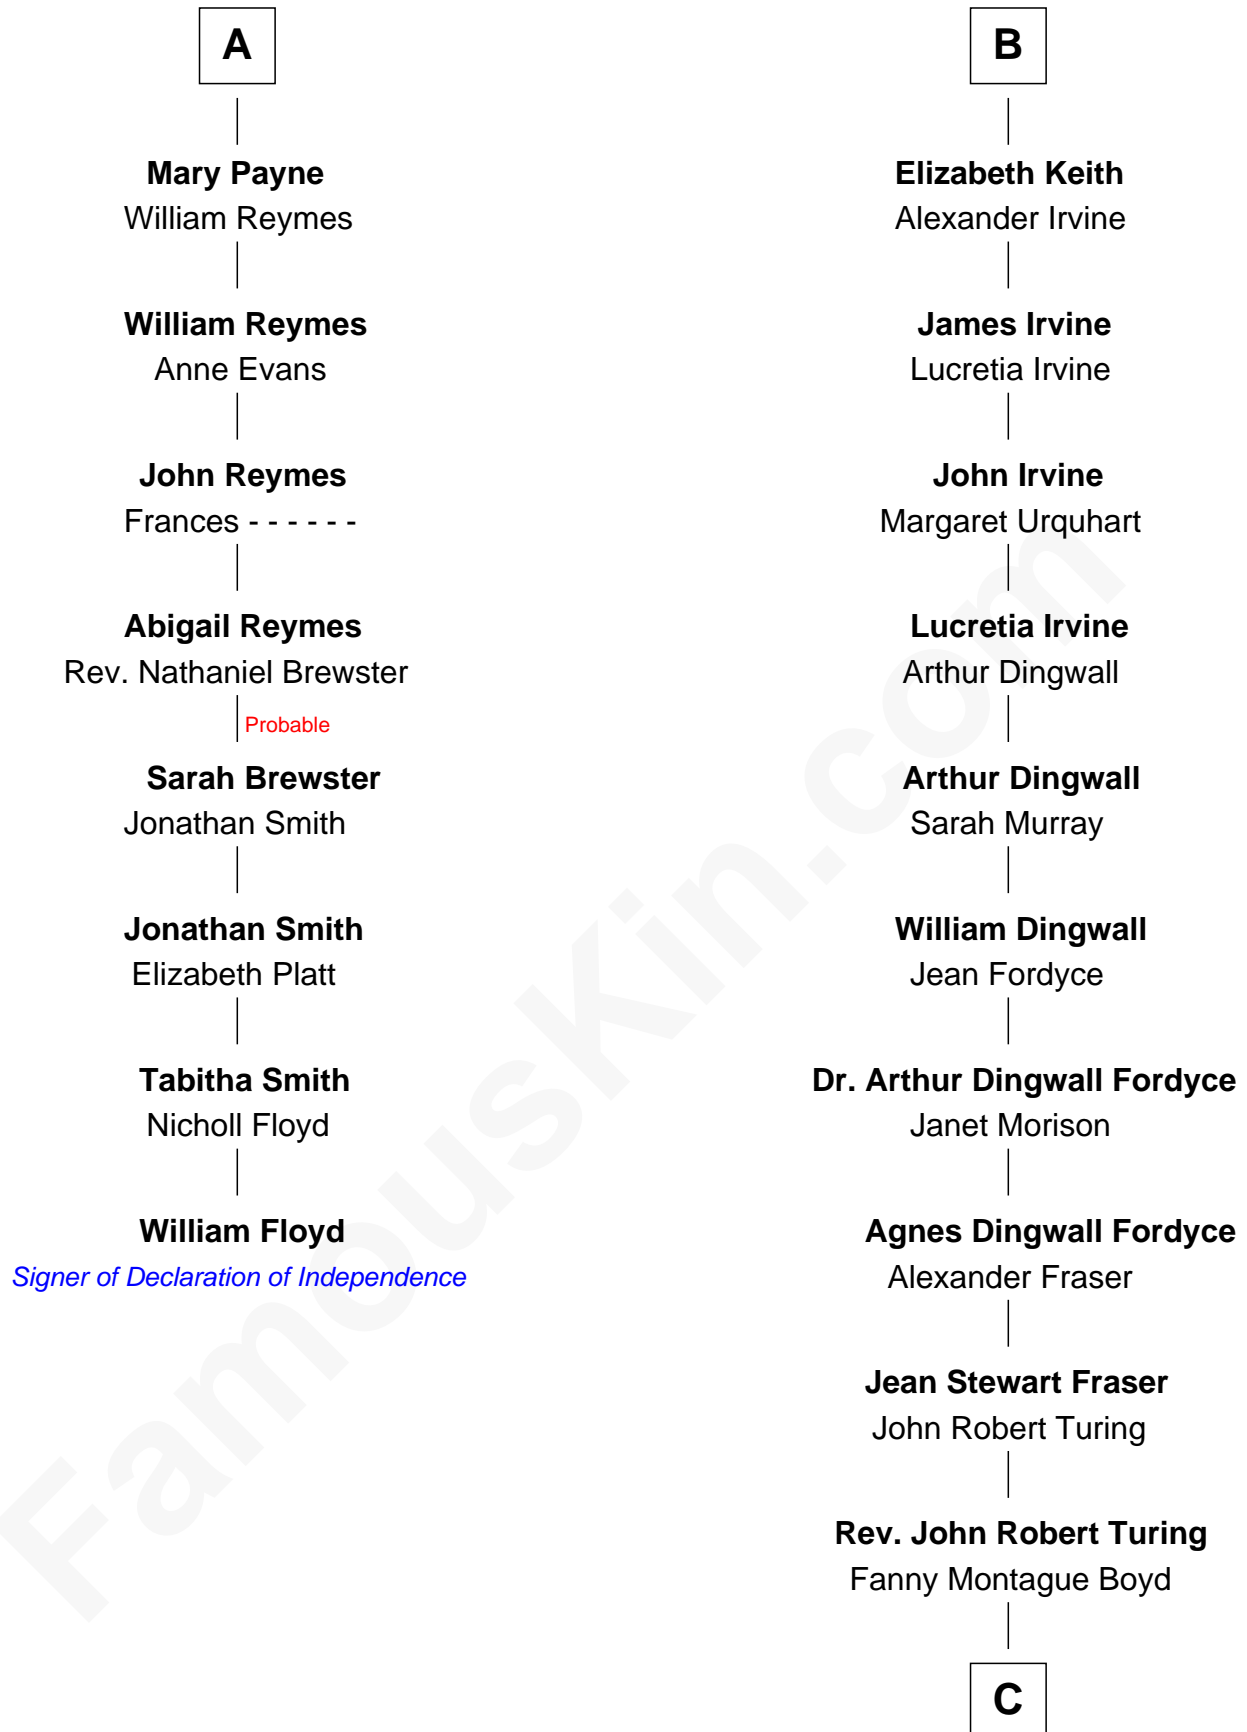 A
Mary Payne
William Reymes
William Reymes
Anne Evans
John Reymes
Frances - - - - - -
Abigail Reymes
Rev. Nathaniel Brewster
Probable
Sarah Brewster
Jonathan Smith
Jonathan Smith
Elizabeth Platt
Tabitha Smith
Nicholl Floyd
William Floyd
Signer of Declaration of Independence
B
Elizabeth Keith
Alexander Irvine
James Irvine
Lucretia Irvine
John Irvine
Margaret Urquhart
Lucretia Irvine
Arthur Dingwall
Arthur Dingwall
Sarah Murray
William Dingwall
Jean Fordyce
Dr. Arthur Dingwall Fordyce
Janet Morison
Agnes Dingwall Fordyce
Alexander Fraser
Jean Stewart Fraser
John Robert Turing
Rev. John Robert Turing
Fanny Montague Boyd
C
FamousKin.com